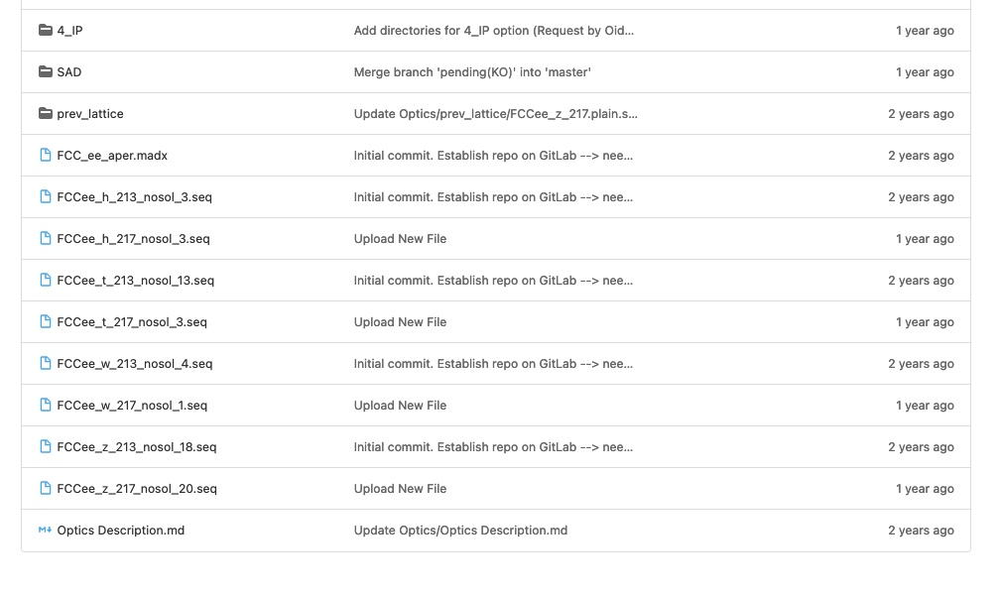 4_IP Add directories for 4_IP option (Request by Oid... 1 year ago
SAD Merge branch 'pending(KO)' into 'master' 1 year ago
prev_lattice Update Optics/prev_lattice/FCCee_z_217.plain.s... 2 years ago
FCC_ee_aper.madx Initial commit. Establish repo on GitLab --> nee... 2 years ago
FCCee_h_213_nosol_3.seq Initial commit. Establish repo on GitLab --> nee... 2 years ago
FCCee_h_217_nosol_3.seq Upload New File 1 year ago
FCCee_t_213_nosol_13.seq Initial commit. Establish repo on GitLab --> nee... 2 years ago
FCCee_t_217_nosol_3.seq Upload New File 1 year ago
FCCee_w_213_nosol_4.seq Initial commit. Establish repo on GitLab --> nee... 2 years ago
FCCee_w_217_nosol_1.seq Upload New File 1 year ago
FCCee_z_213_nosol_18.seq Initial commit. Establish repo on GitLab --> nee... 2 years ago
FCCee_z_217_nosol_20.seq Upload New File 1 year ago
M↓ Optics Description.md Update Optics/Optics Description.md 2 years ago